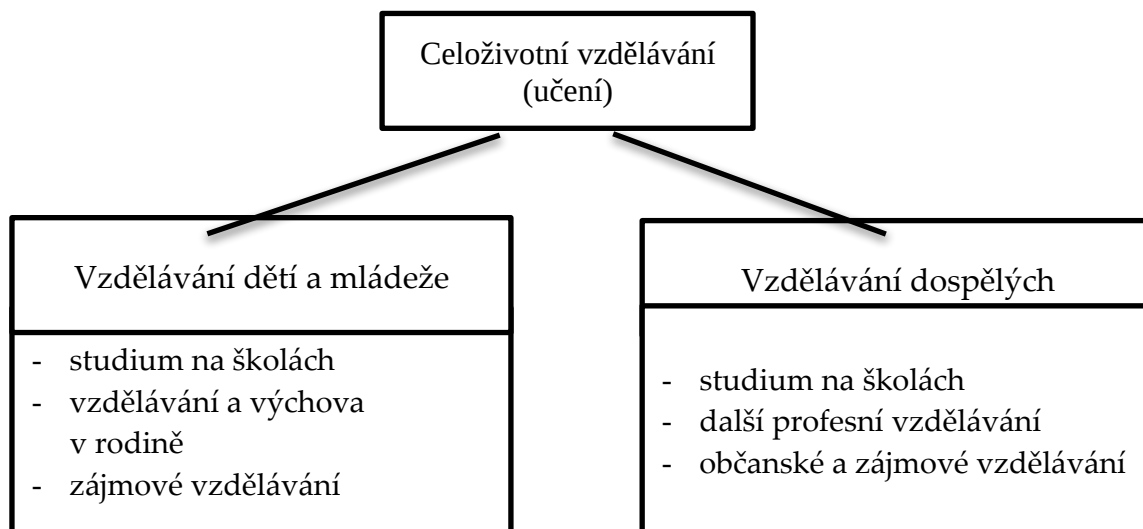 Celoživotní vzdělávání
(učení)
Vzdělávání dětí a mládeže
- studium na školách
- vzdělávání a výchova
v rodině
- zájmové vzdělávání
Vzdělávání dospělých
- studium na školách
- další profesní vzdělávání
- občanské a zájmové vzdělávání